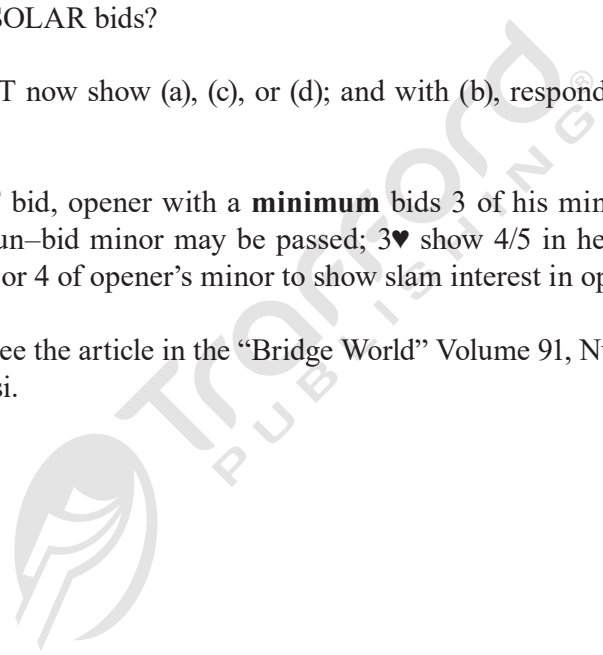 SOLAR bids?
T now show (a), (c), or (d); and with (b), respond
bid, opener with a minimum bids 3 of his min
un–bid minor may be passed; 3♥ show 4/5 in he
or 4 of opener’s minor to show slam interest in op
ee the article in the “Bridge World” Volume 91, N
si.
Trafford®
PUBLISHING